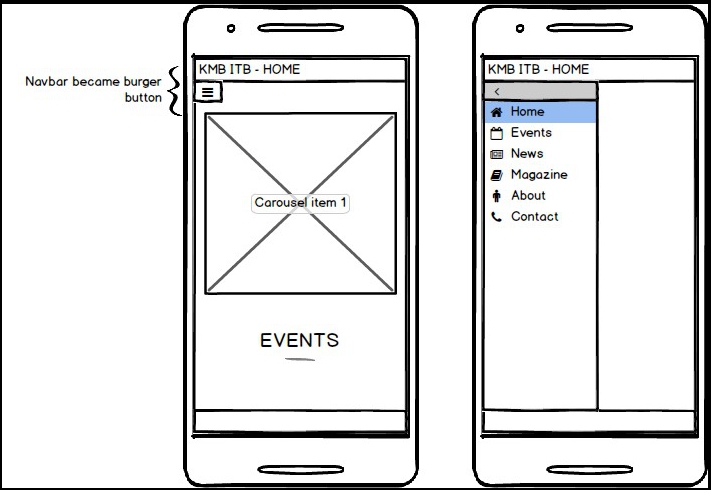 Navbar became burger
button
KMB ITB - HOME
Carousel item 1
EVENTS
KMB ITB - HOME
Home
Events
News
Magazine
About
Contact